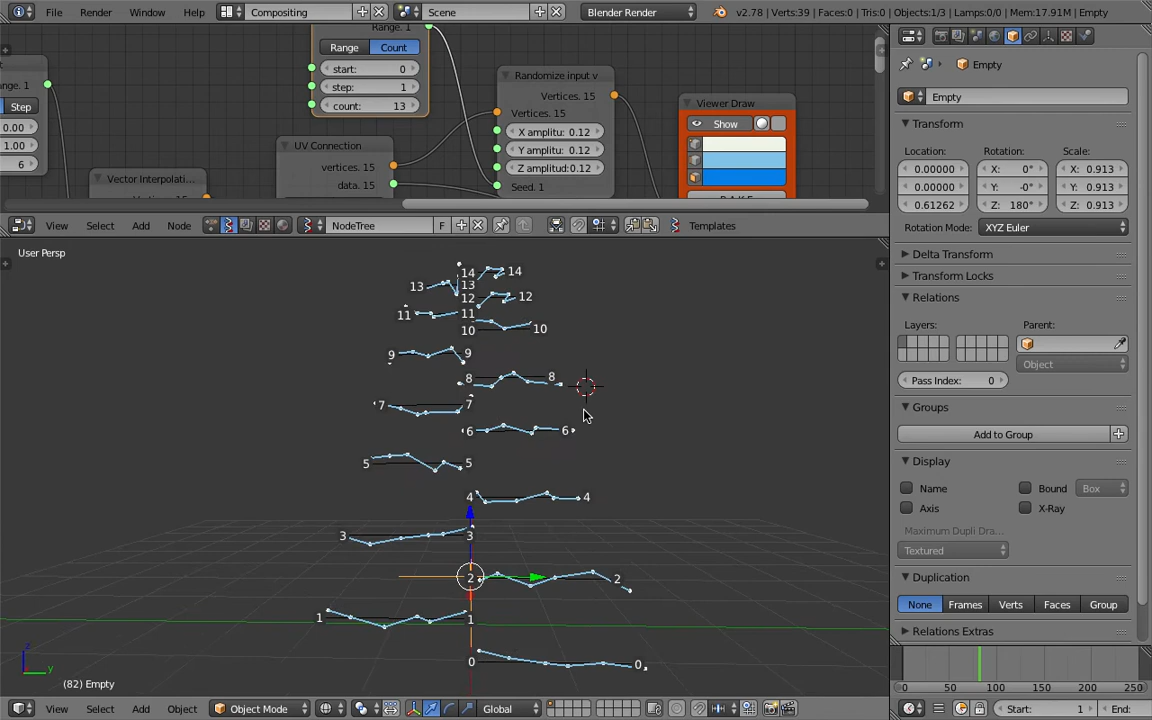 File Render Window Help Compositing Scene Blender Render v2.78 | Verts:39 | Faces:0 | Tris:0 | Objects:1/3 | Lamps:0/0 | Mem:17.91M | Empty
Range. 1
Range Count
start: 0
step: 1
count: 13
Range. 1
Step
0.00
1.00
6
Vector Interpolati...
UV Connection
vertices. 15
data. 15
Randomize input v
Vertices. 15
Vertices. 15
X amplitu: 0.12
Y amplitu: 0.12
Z amplitud:0.12
Seed. 1
Viewer Draw
Show
View Select Add Node NodeTree F Templates
User Persp
14 14
13 13
12 12
11 11
10 10
9 9
8 8
7 7
6 6
5 5
4 4
3 3
2 2
1 1
0 0
z
y
(82) Empty
View Select Add Object Object Mode Global
Empty
Empty
Transform
Location: Rotation: Scale:
0.00000 X: 0° X: 0.913
0.00000 Y: -0° Y: 0.913
0.61262 Z: 180° Z: 0.913
Rotation Mode: XYZ Euler
Delta Transform
Transform Locks
Relations
Layers: Parent:
Object
Pass Index: 0
Groups
Add to Group
Display
Name Bound Box
Axis X-Ray
Maximum Dupli Dra...
Textured
Duplication
None Frames Verts Faces Group
Relations Extras
0 50 100 150 200 250
Start: 1 End: